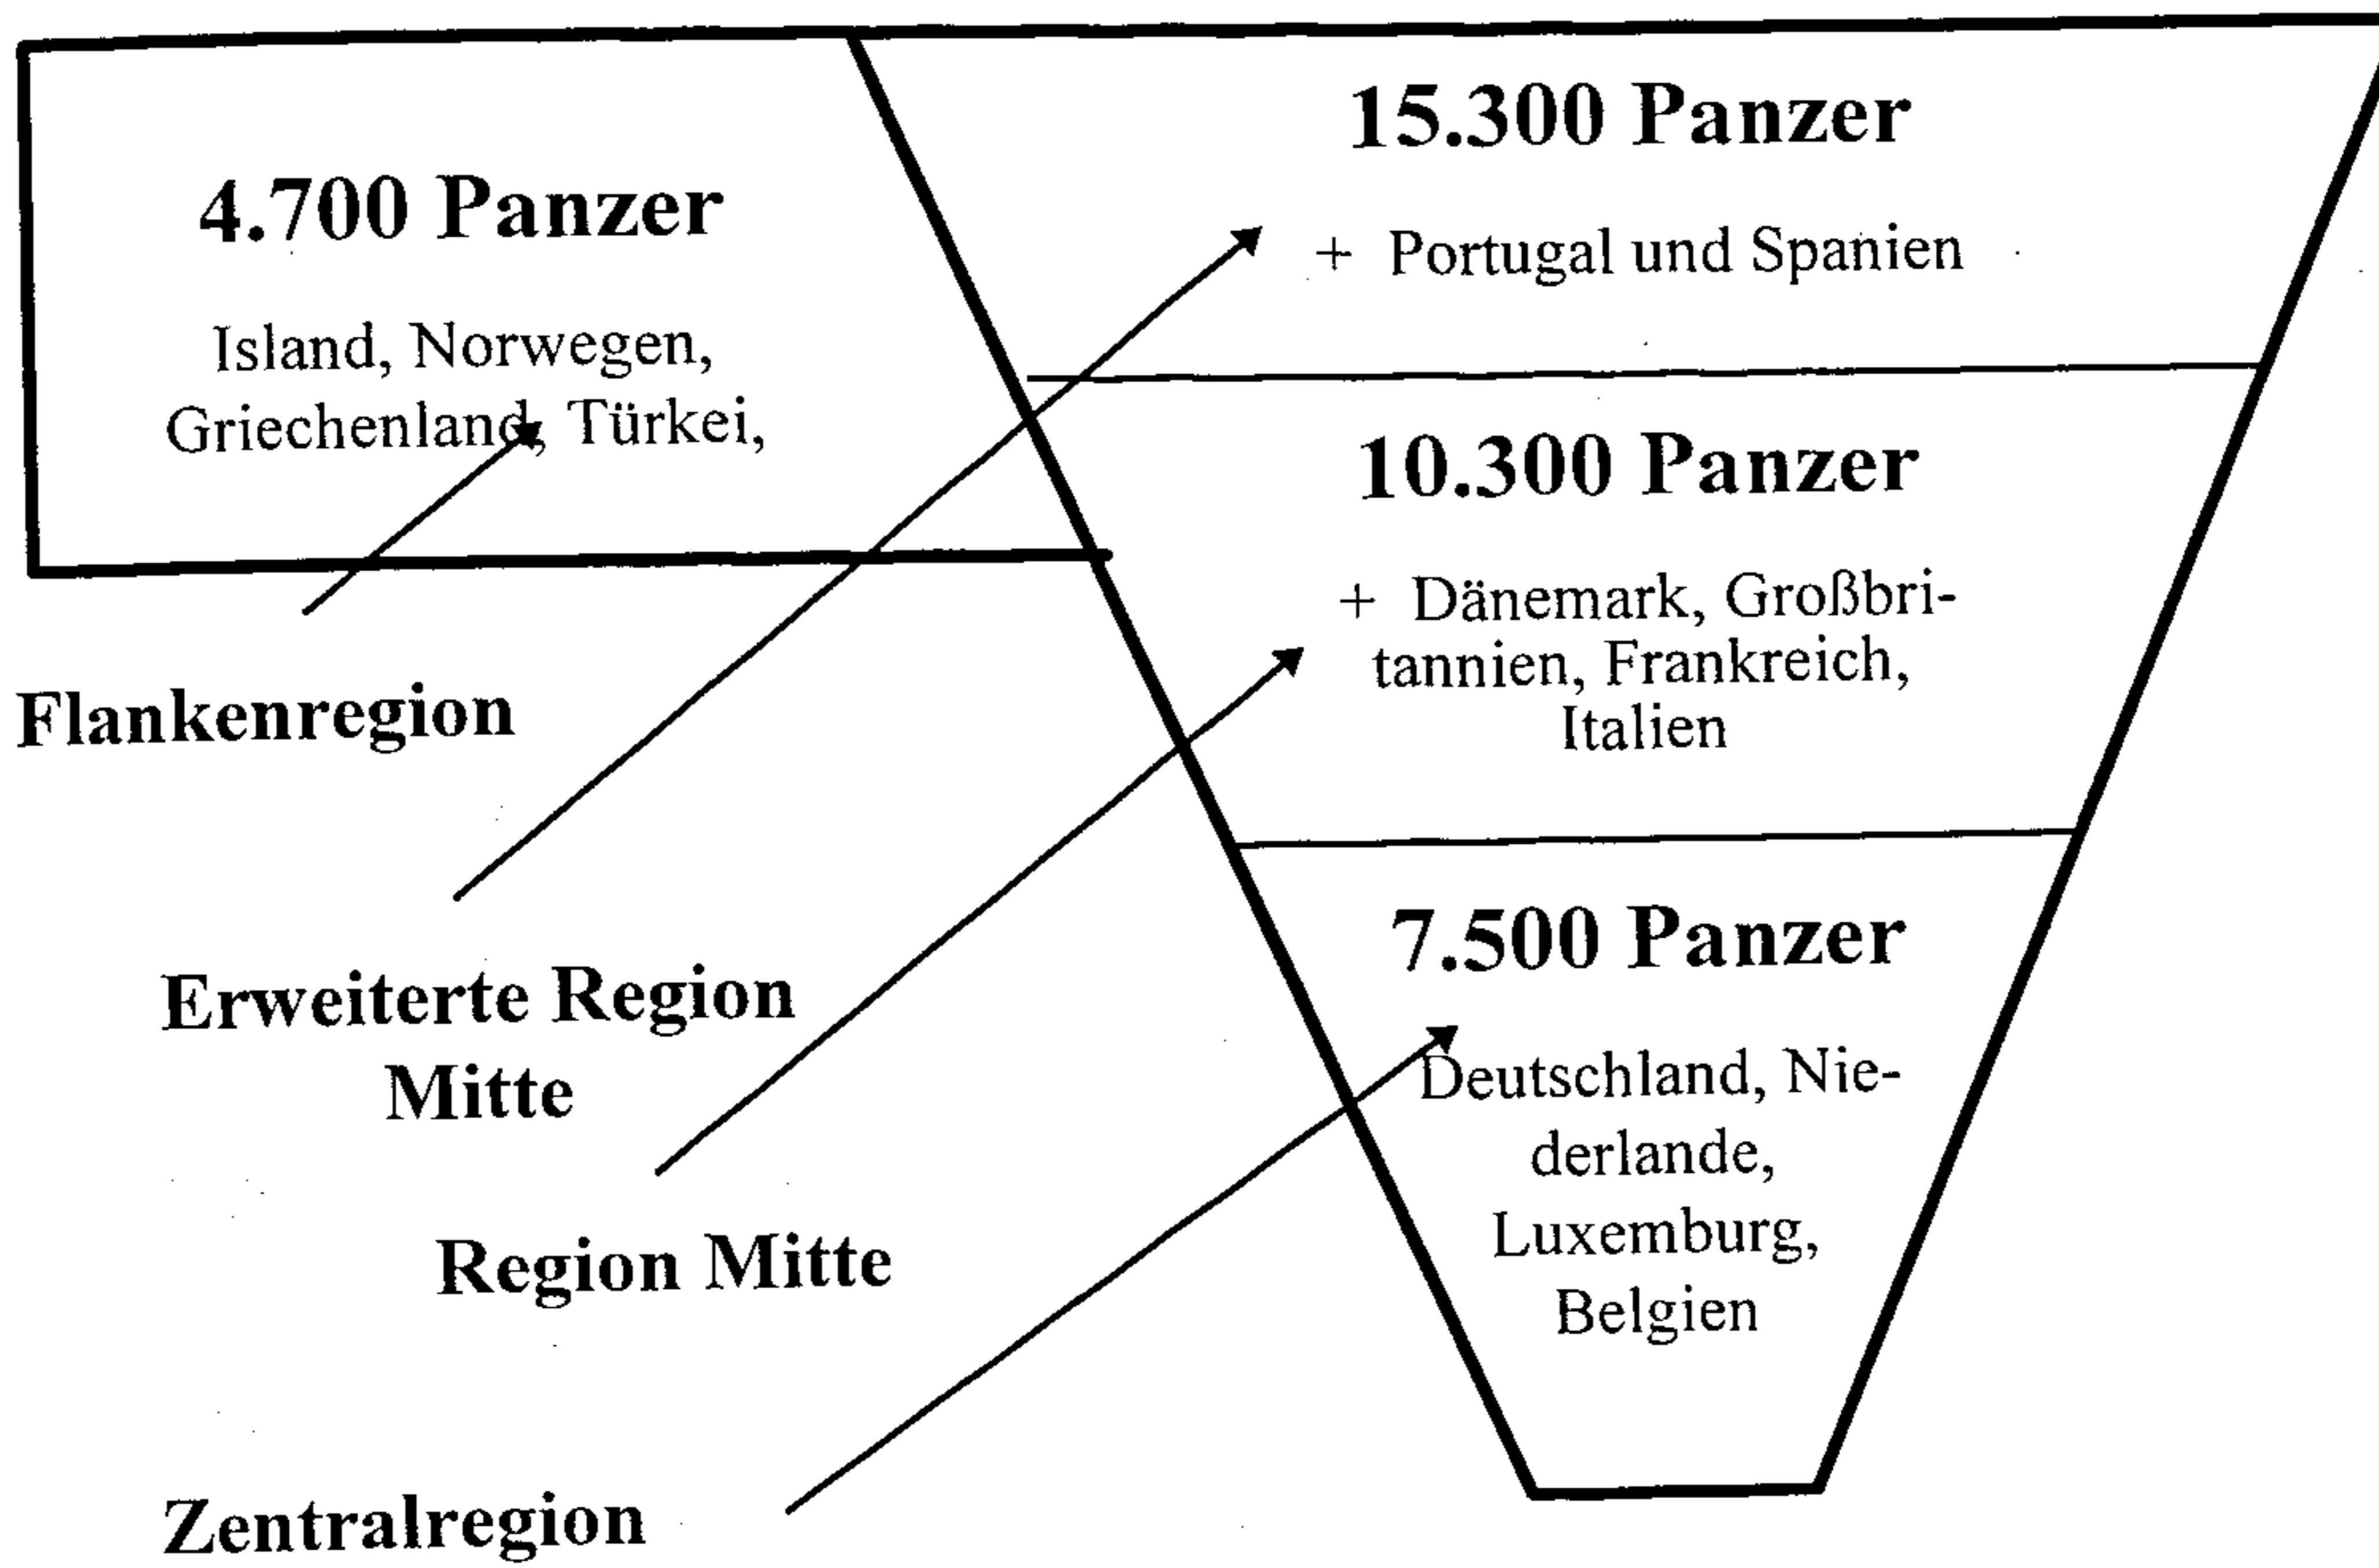 4.700 Panzer
Island, Norwegen,
Griechenland, Türkei,
15.300 Panzer
+ Portugal und Spanien
10.300 Panzer
+ Dänemark, Großbri-
tannien, Frankreich,
Italien
7.500 Panzer
Deutschland, Nie-
derlande,
Luxemburg,
Belgien
Flankenregion
Erweiterte Region
Mitte
Region Mitte
Zentralregion